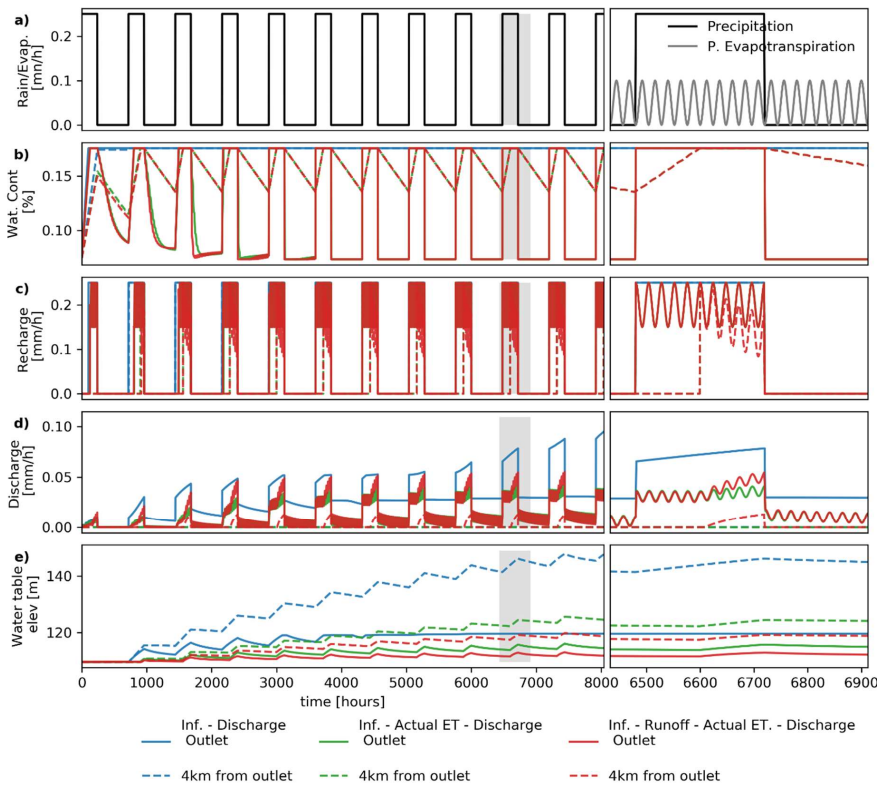 a)
Rain/Evap.
[mn/h]
0.2
0.1
0.0
Precipitation
P. Evapotranspiration
b)
Wat. Cont
[%]
0.15
0.10
c)
Recharge
[mm/h]
0.2
0.1
0.0
d)
Discharge
[mm/h]
0.10
0.05
0.00
e)
Water table
elev [m]
140
120
0 1000 2000 3000 4000 5000 6000 7000 8000 6500 6600 6700 6800 6900
time [hours]
Inf. - Discharge Inf. - Actual ET - Discharge Inf. - Runoff - Actual ET. - Discharge
Outlet Outlet Outlet
4km from outlet 4km from outlet 4km from outlet